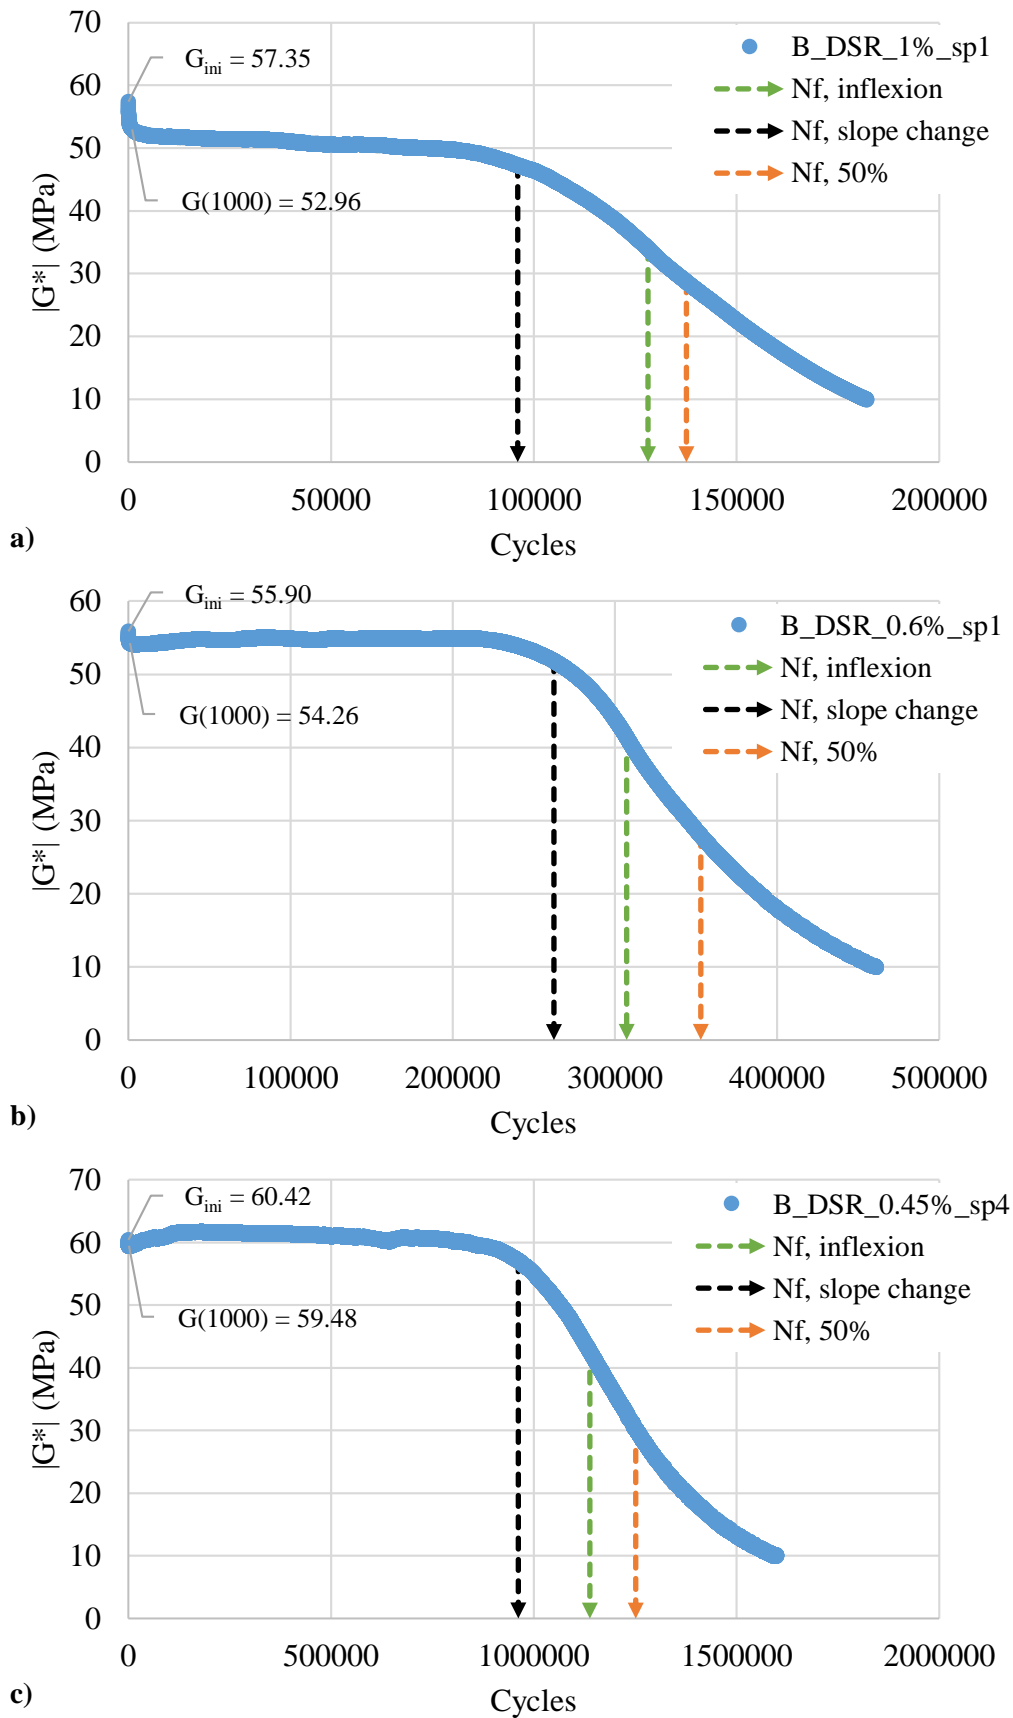 70
60
50
40
30
20
10
0
|G*| (MPa)
G_ini = 57.35
G(1000) = 52.96
B_DSR_1%_sp1
Nf, inflexion
Nf, slope change
Nf, 50%
0 50000 100000 150000 200000
a)
Cycles
60
50
40
30
20
10
0
|G*| (MPa)
G_ini = 55.90
G(1000) = 54.26
B_DSR_0.6%_sp1
Nf, inflexion
Nf, slope change
Nf, 50%
0 100000 200000 300000 400000 500000
b)
Cycles
70
60
50
40
30
20
10
0
|G*| (MPa)
G_ini = 60.42
G(1000) = 59.48
B_DSR_0.45%_sp4
Nf, inflexion
Nf, slope change
Nf, 50%
0 500000 1000000 1500000 2000000
c)
Cycles